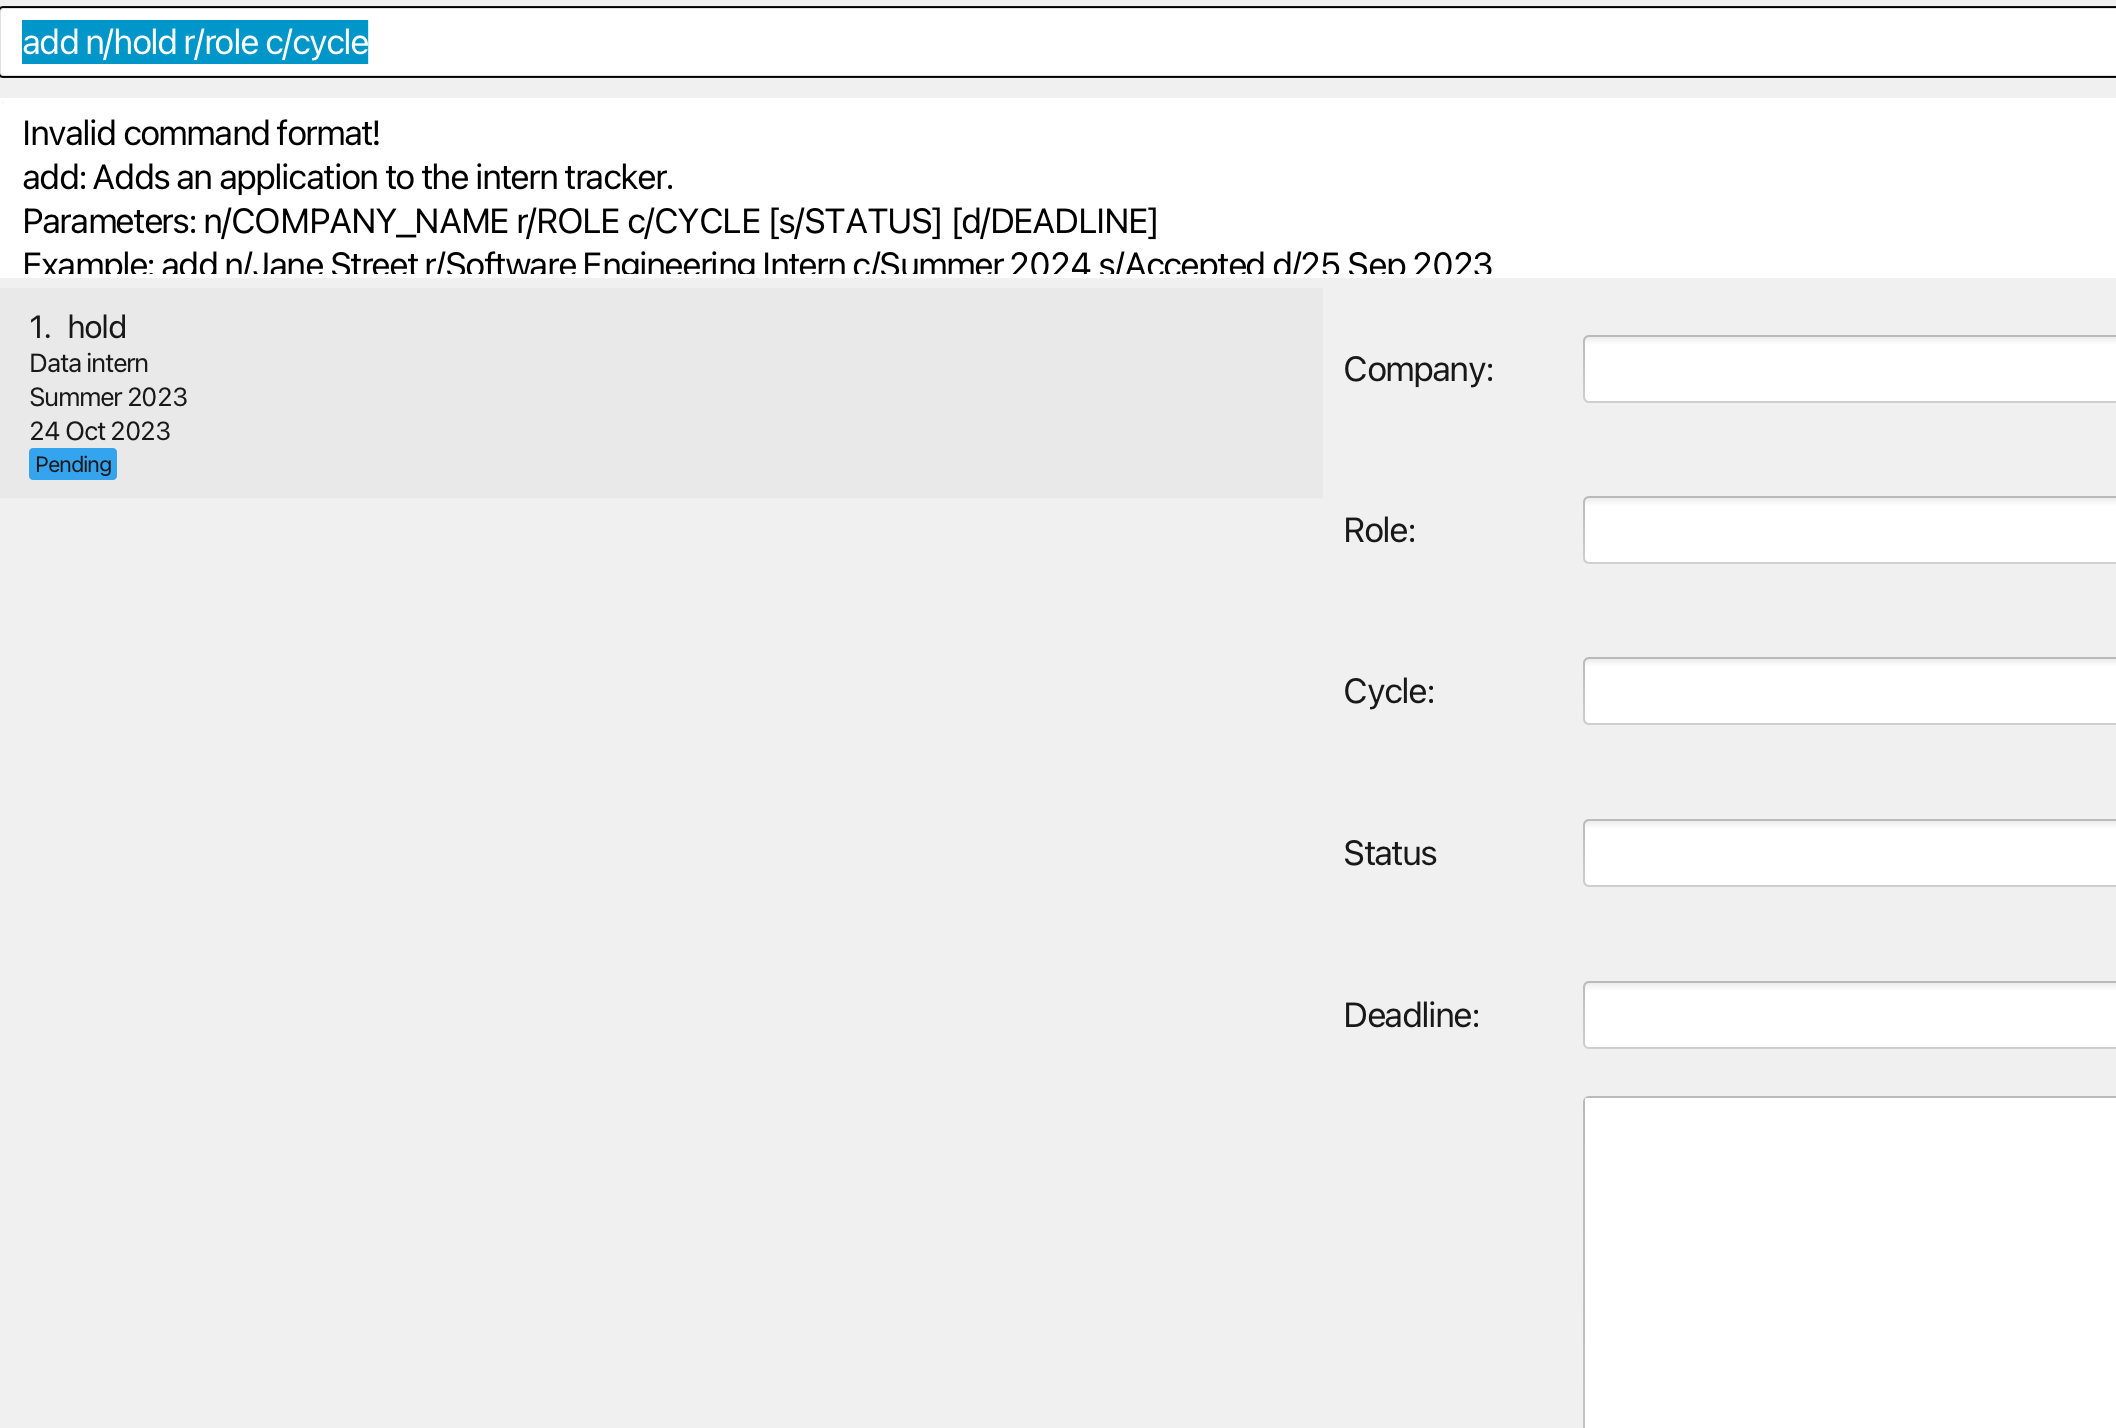 add n/hold r/role c/cycle
Invalid command format!
add: Adds an application to the intern tracker.
Parameters: n/COMPANY_NAME r/ROLE c/CYCLE [s/STATUS] [d/DEADLINE]
Example: add n/Jane Street r/Software Engineering Intern c/Summer 2024 s/Accepted d/25 Sep 2023
1. hold
Data intern
Summer 2023
24 Oct 2023
Pending
Company:
Role:
Cycle:
Status
Deadline: